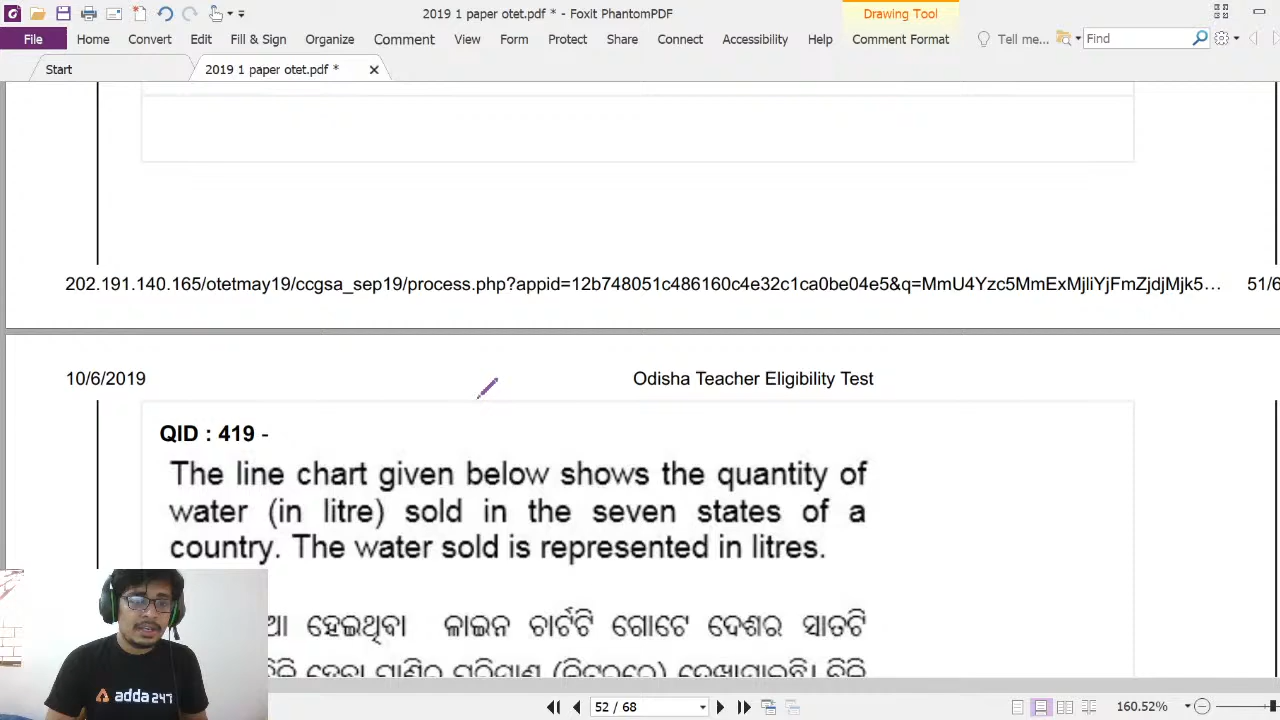 2019 1 paper otet.pdf * - Foxit PhantomPDF
Drawing Tool
File Home Convert Edit Fill & Sign Organize Comment View Form Protect Share Connect Accessibility Help Comment Format Tell me... Find
Start 2019 1 paper otet.pdf *
202.191.140.165/otetmay19/ccgsa_sep19/process.php?appid=12b748051c486160c4e32c1ca0be04e5&q=MmU4Yzc5MmExMjliYjFmZjdjMjk5... 51/6
10/6/2019 Odisha Teacher Eligibility Test
QID : 419 -
The line chart given below shows the quantity of
water (in litre) sold in the seven states of a
country. The water sold is represented in litres.
ହେଇଥିବା ଲାଇନ ଚାର୍ଟଟି ଗୋଟେ ଦେଶର ସାତଟି
adda247
52 / 68
160.52%